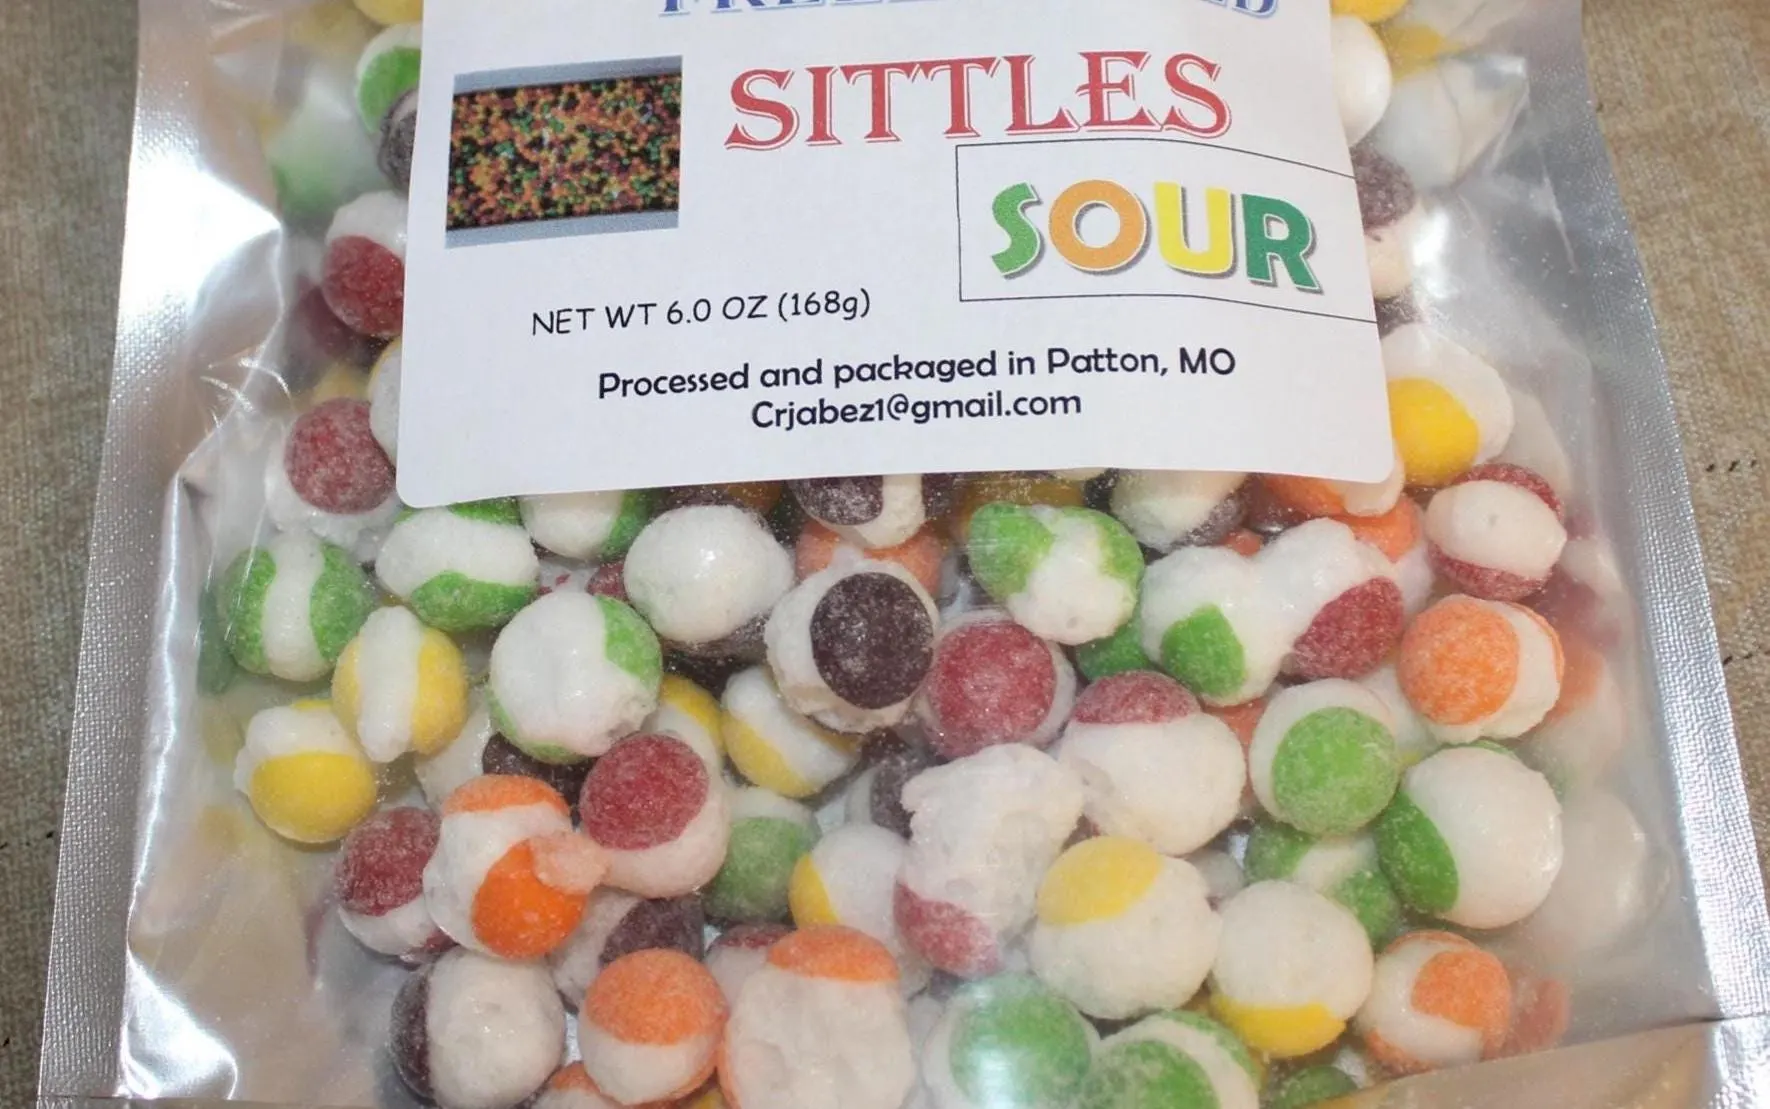 SITTLES
SOUR
NET WT 6.0 OZ (168g)
Processed and packaged in Patton, MO
Crjabez1@gmail.com